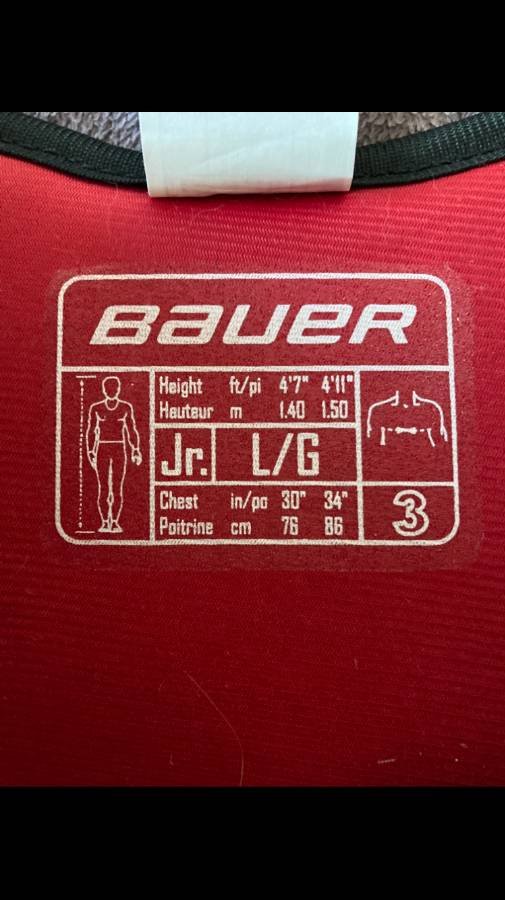 BAUER
Height ft/pi 4'7" 4'11"
Hauteur m 1.40 1.50
Jr. L/G
Chest in/po 30" 34"
Poitrine cm 76 86
3